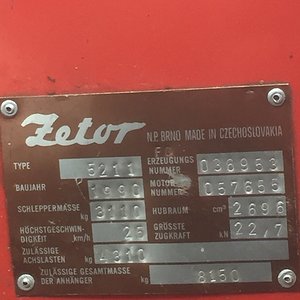 Zetor N.P. BRNO MADE IN CZECHOSLOVAKIA
TYPE 5211 ERZEUGUNGS NUMMER 036953
BAUJAHR 1990 MOTOR NUMMER 057655
SCHLEPPERMÄSSE kg 3110 HUBRAUM cm³ 2696
HÖCHSTGESCHWIN-DIGKEIT km/h 25 GRÖSSTE ZUGKRAFT kN 22,7
ZULÄSSIGE ACHSLASTEN kg 4310
ZULÄSSIGE GESAMTMASSE DER ANHÄNGER kg 8150